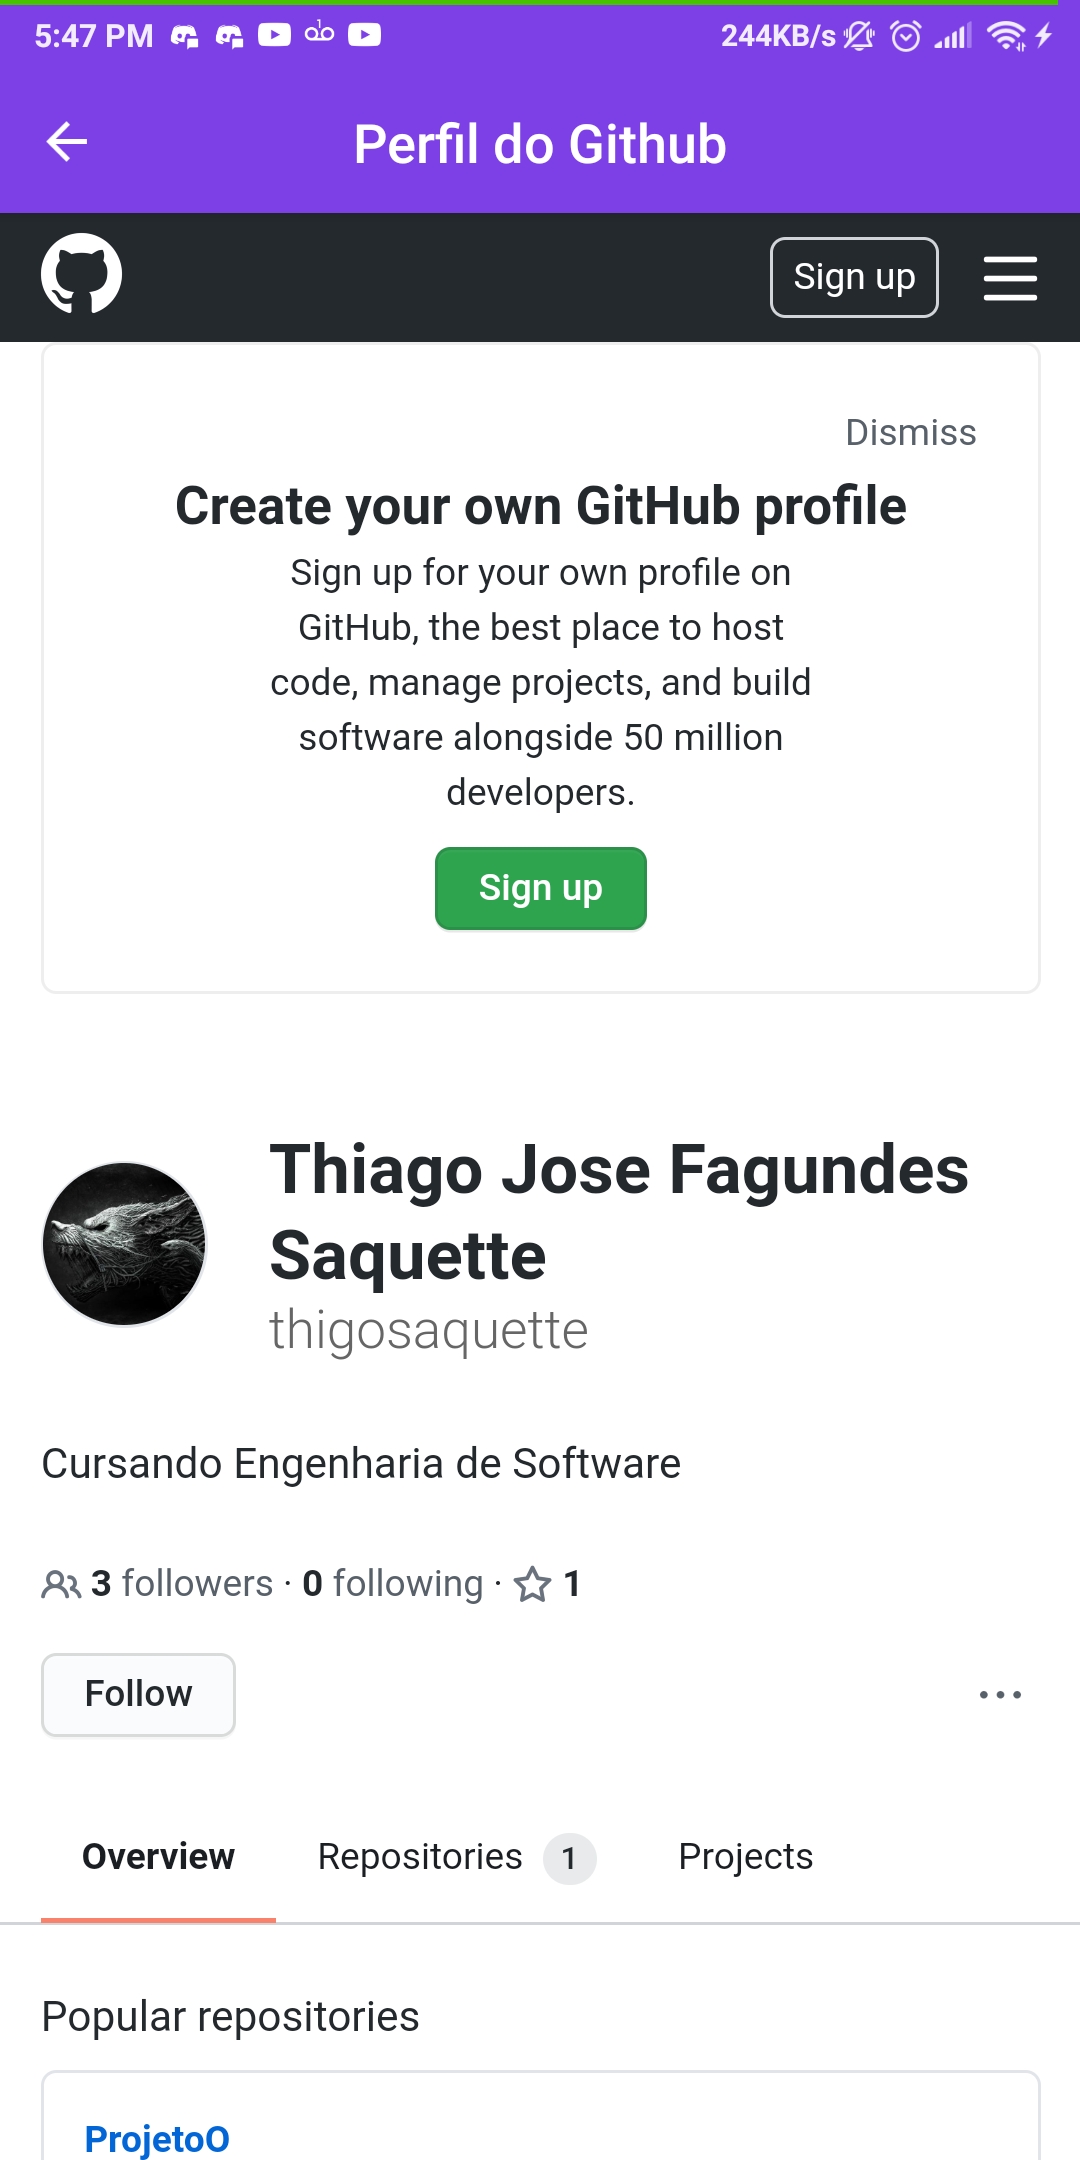 5:47 PM 244KB/s
Perfil do Github
Sign up
Dismiss
Create your own GitHub profile
Sign up for your own profile on
GitHub, the best place to host
code, manage projects, and build
software alongside 50 million
developers.
Sign up
Thiago Jose Fagundes
Saquette
thigosaquette
Cursando Engenharia de Software
3 followers · 0 following · 1
Follow
Overview Repositories 1 Projects
Popular repositories
ProjetoO